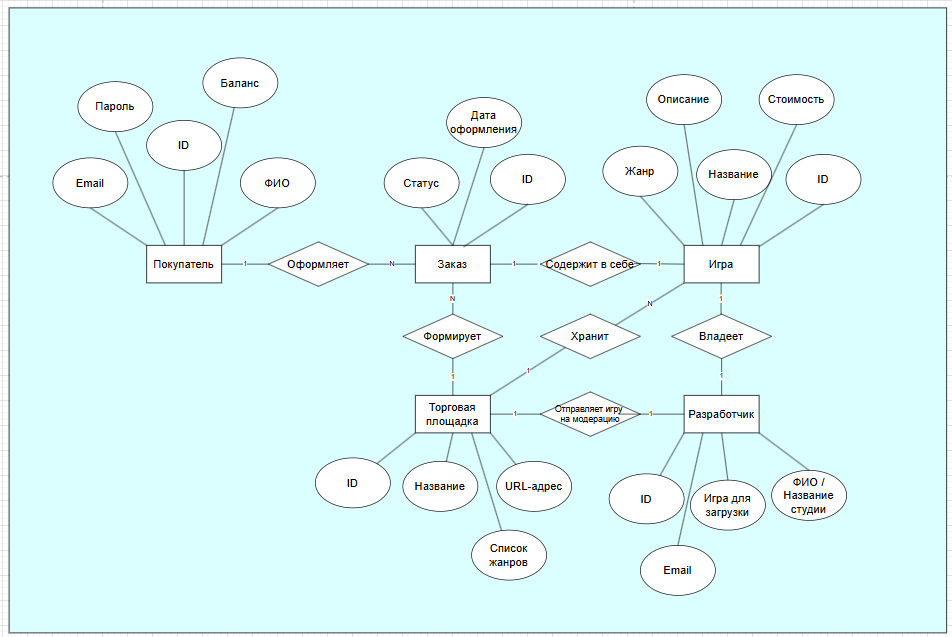 Баланс
Пароль
ID
Email
ФИО
Дата
оформления
Статус
ID
Описание
Стоимость
Жанр
Название
ID
Покупатель
1
Оформляет
N
Заказ
1
Содержит в себе
1
Игра
N
Формирует
1
N
Хранит
1
1
Владеет
1
Торговая
площадка
1
Отправляет игру
на модерацию
1
Разработчик
ID
Название
URL-адрес
Список
жанров
ID
Игра для
загрузки
ФИО /
Название
студии
Email